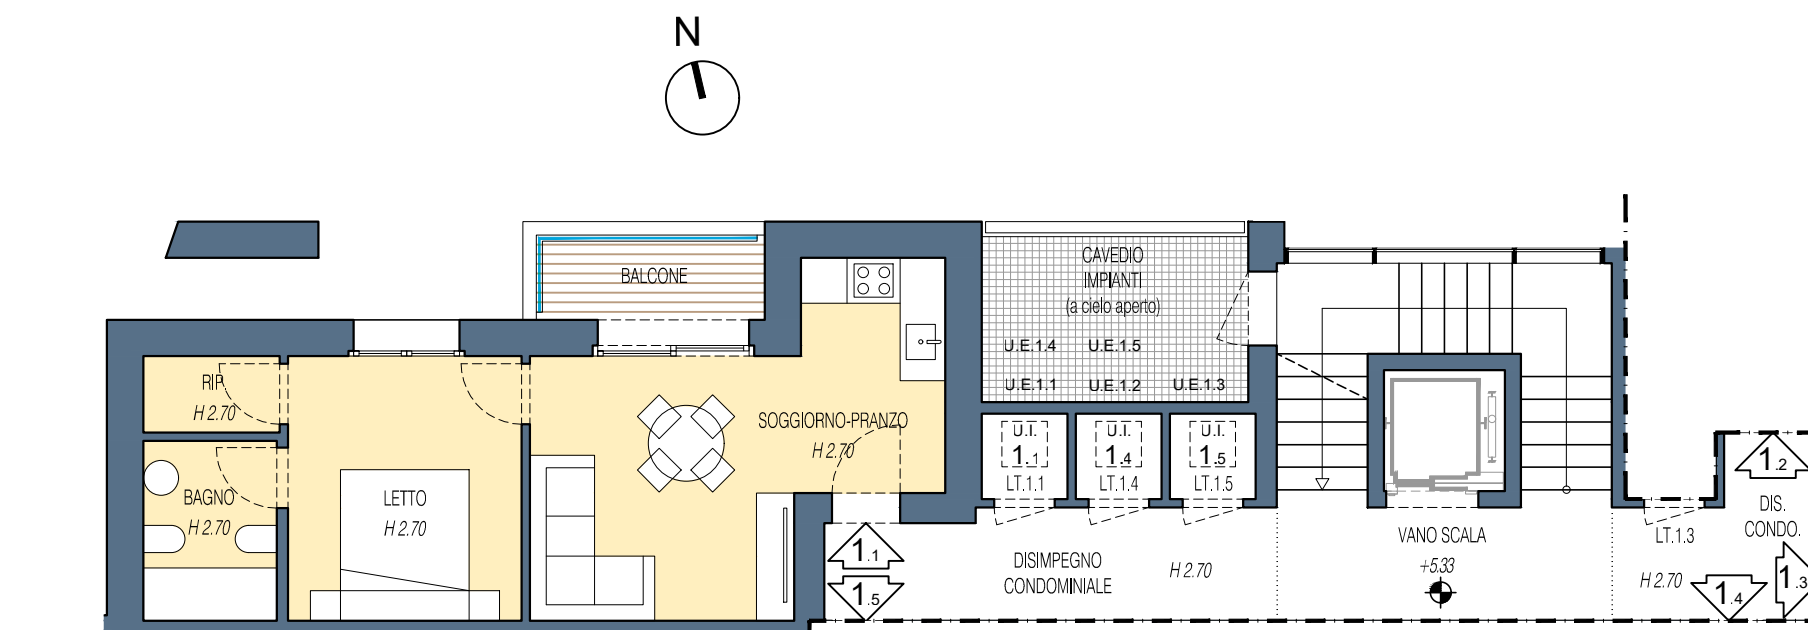 N
BALCONE
CAVEDIO
IMPIANTI
(a cielo aperto)
U.E.1.4
U.E.1.5
U.E.1.1
U.E.1.2
U.E.1.3
RIP.
H 2.70
SOGGIORNO-PRANZO
H 2.70
U.I.
1.1
LT.1.1
U.I.
1.4
LT.1.4
U.I.
1.5
LT.1.5
BAGNO
H 2.70
LETTO
H 2.70
1.2
DIS.
CONDO.
1.1
1.5
DISIMPEGNO
CONDOMINIALE
H 2.70
VANO SCALA
+5.33
LT.1.3
H 2.70
1.4
1.3